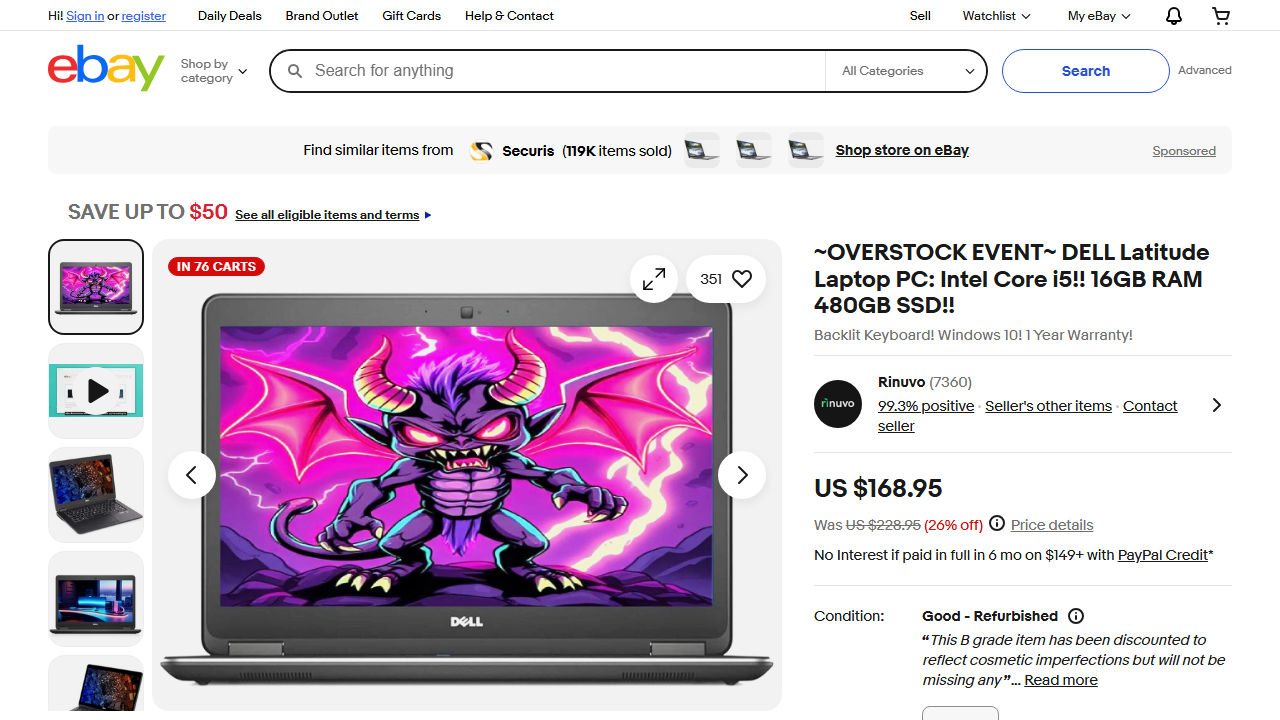 Hi! Sign in or register
Daily Deals
Brand Outlet
Gift Cards
Help & Contact
Sell
Watchlist
My eBay
ebay
Shop by category
Search for anything
All Categories
Search
Advanced
Find similar items from
Securis (119K items sold)
Shop store on eBay
Sponsored
SAVE UP TO $50 See all eligible items and terms
IN 76 CARTS
351
DELL
~OVERSTOCK EVENT~ DELL Latitude
Laptop PC: Intel Core i5!! 16GB RAM
480GB SSD!!
Backlit Keyboard! Windows 10! 1 Year Warranty!
rinuvo
Rinuvo (7360)
99.3% positive · Seller's other items · Contact
seller
US $168.95
Was US $228.95 (26% off) Price details
No Interest if paid in full in 6 mo on $149+ with PayPal Credit*
Condition:
Good - Refurbished
“This B grade item has been discounted to
reflect cosmetic imperfections but will not be
missing any”... Read more